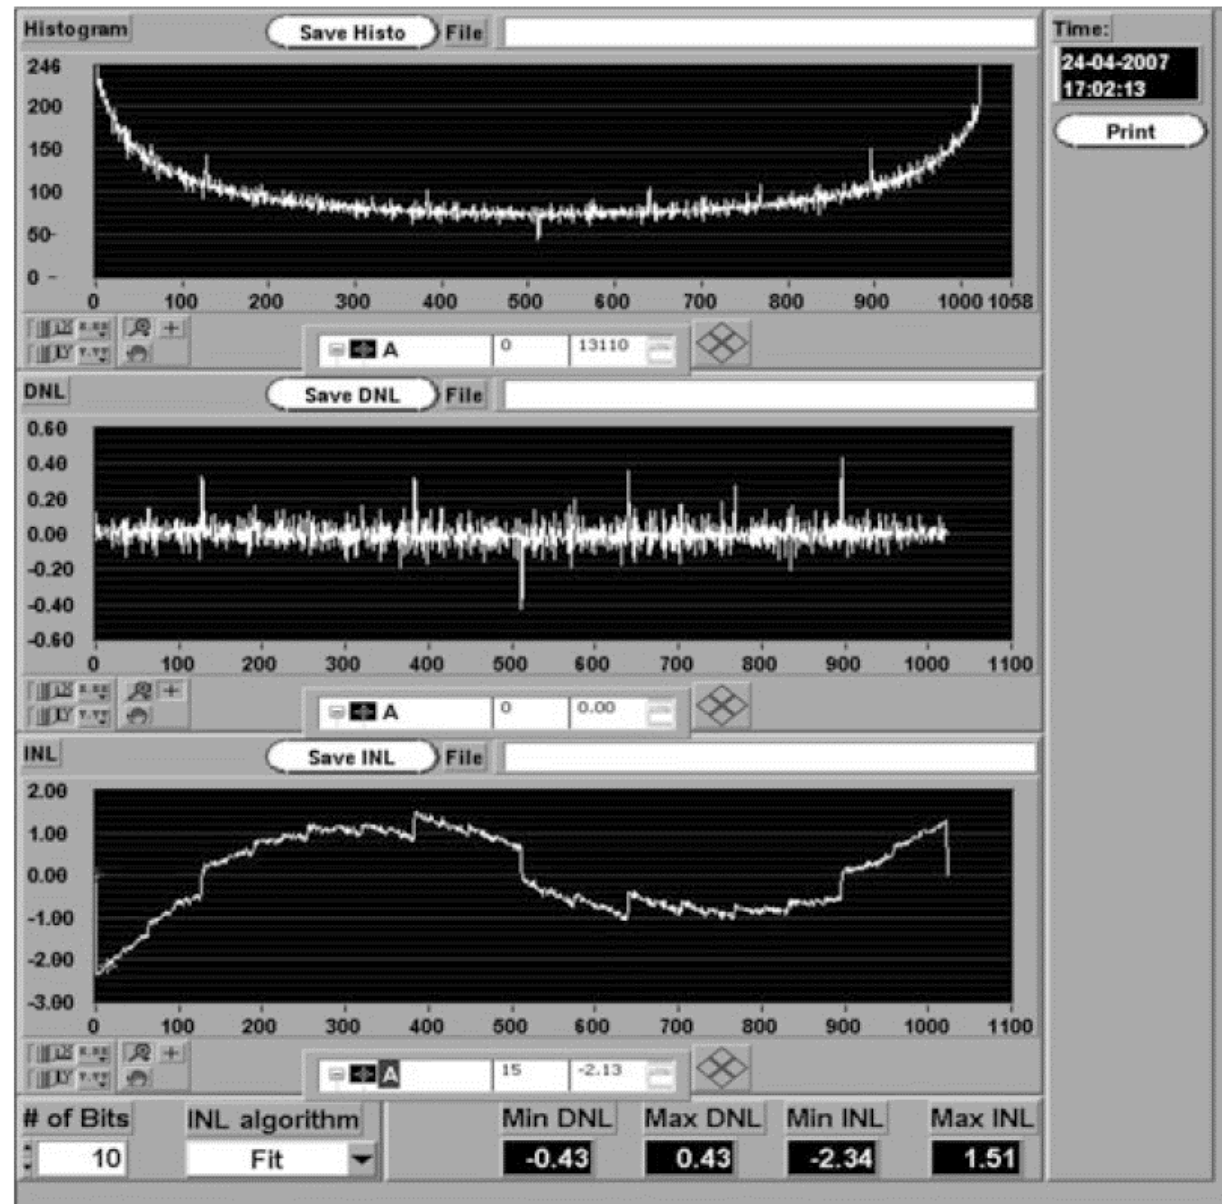 Histogram Save Histo File Time:
24-04-2007
17:02:13
Print
246
200
150
100
50
0
0 100 200 300 400 500 600 700 800 900 1000 1058
A 0 13110
DNL Save DNL File
0.60
0.40
0.20
0.00
-0.20
-0.40
-0.60
0 100 200 300 400 500 600 700 800 900 1000 1100
A 0 0.00
INL Save INL File
2.00
1.00
0.00
-1.00
-2.00
-3.00
0 100 200 300 400 500 600 700 800 900 1000 1100
A 15 -2.13
# of Bits INL algorithm Min DNL Max DNL Min INL Max INL
10 Fit -0.43 0.43 -2.34 1.51